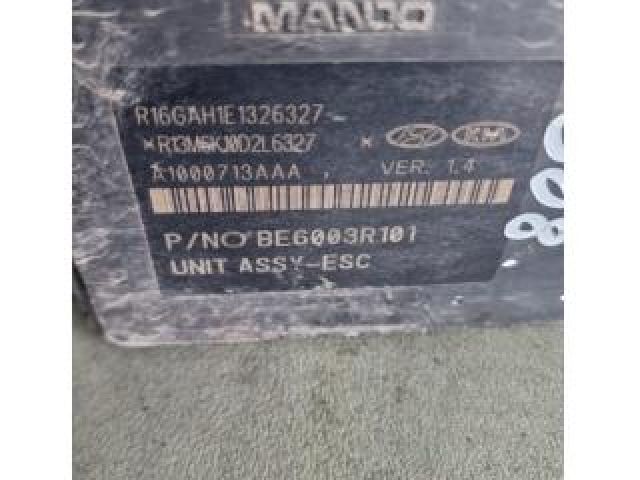 MANDO
R16GAH1E1326327
*R13M6KJ0D2L6327 *
A1000713AAA , VER. 1.4
P/NO BE6003R101
UNIT ASSY-ESC